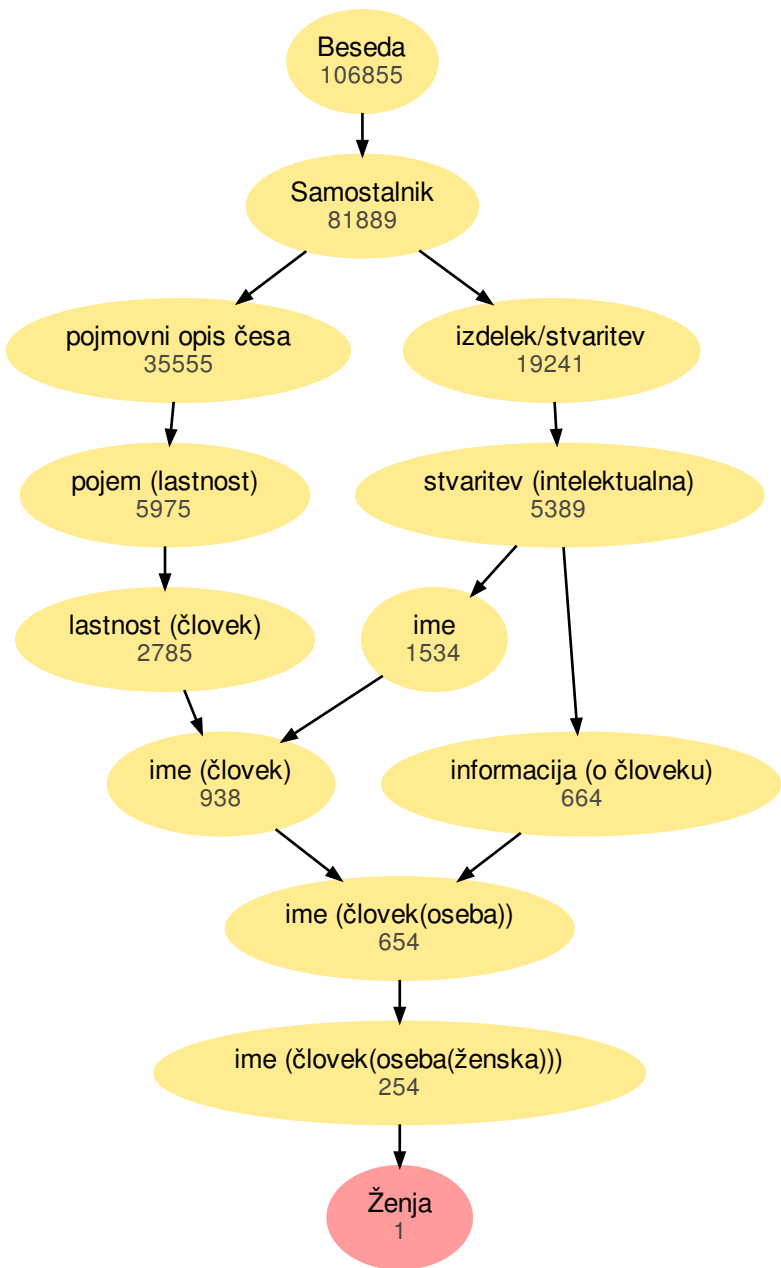 Beseda
106855
Samostalnik
81889
pojmovni opis česa
35555
izdelek/stvaritev
19241
pojem (lastnost)
5975
stvaritev (intelektualna)
5389
lastnost (človek)
2785
ime
1534
ime (človek)
938
informacija (o človeku)
664
ime (človek(oseba))
654
ime (človek(oseba(ženska)))
254
Ženja
1